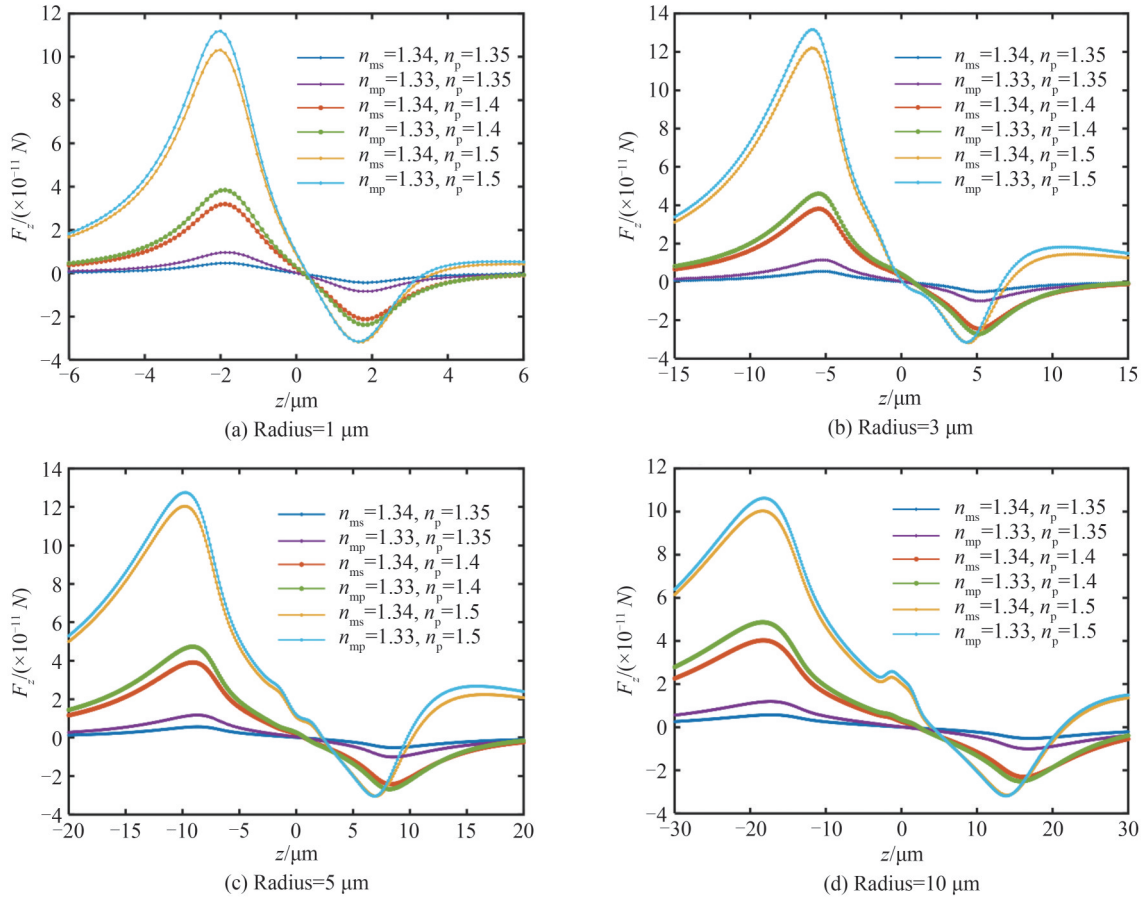 12
10
8
6
4
2
0
−2
−4
F_z/(×10⁻¹¹ N)
n_ms=1.34, n_p=1.35
n_mp=1.33, n_p=1.35
n_ms=1.34, n_p=1.4
n_mp=1.33, n_p=1.4
n_ms=1.34, n_p=1.5
n_mp=1.33, n_p=1.5
−6 −4 −2 0 2 4 6
z/μm
(a) Radius=1 μm
14
12
10
8
6
4
2
0
−2
−4
F_z/(×10⁻¹¹ N)
n_ms=1.34, n_p=1.35
n_mp=1.33, n_p=1.35
n_ms=1.34, n_p=1.4
n_mp=1.33, n_p=1.4
n_ms=1.34, n_p=1.5
n_mp=1.33, n_p=1.5
−15 −10 −5 0 5 10 15
z/μm
(b) Radius=3 μm
14
12
10
8
6
4
2
0
−2
−4
F_z/(×10⁻¹¹ N)
n_ms=1.34, n_p=1.35
n_mp=1.33, n_p=1.35
n_ms=1.34, n_p=1.4
n_mp=1.33, n_p=1.4
n_ms=1.34, n_p=1.5
n_mp=1.33, n_p=1.5
−20 −15 −10 −5 0 5 10 15 20
z/μm
(c) Radius=5 μm
12
10
8
6
4
2
0
−2
−4
F_z/(×10⁻¹¹ N)
n_ms=1.34, n_p=1.35
n_mp=1.33, n_p=1.35
n_ms=1.34, n_p=1.4
n_mp=1.33, n_p=1.4
n_ms=1.34, n_p=1.5
n_mp=1.33, n_p=1.5
−30 −20 −10 0 10 20 30
z/μm
(d) Radius=10 μm